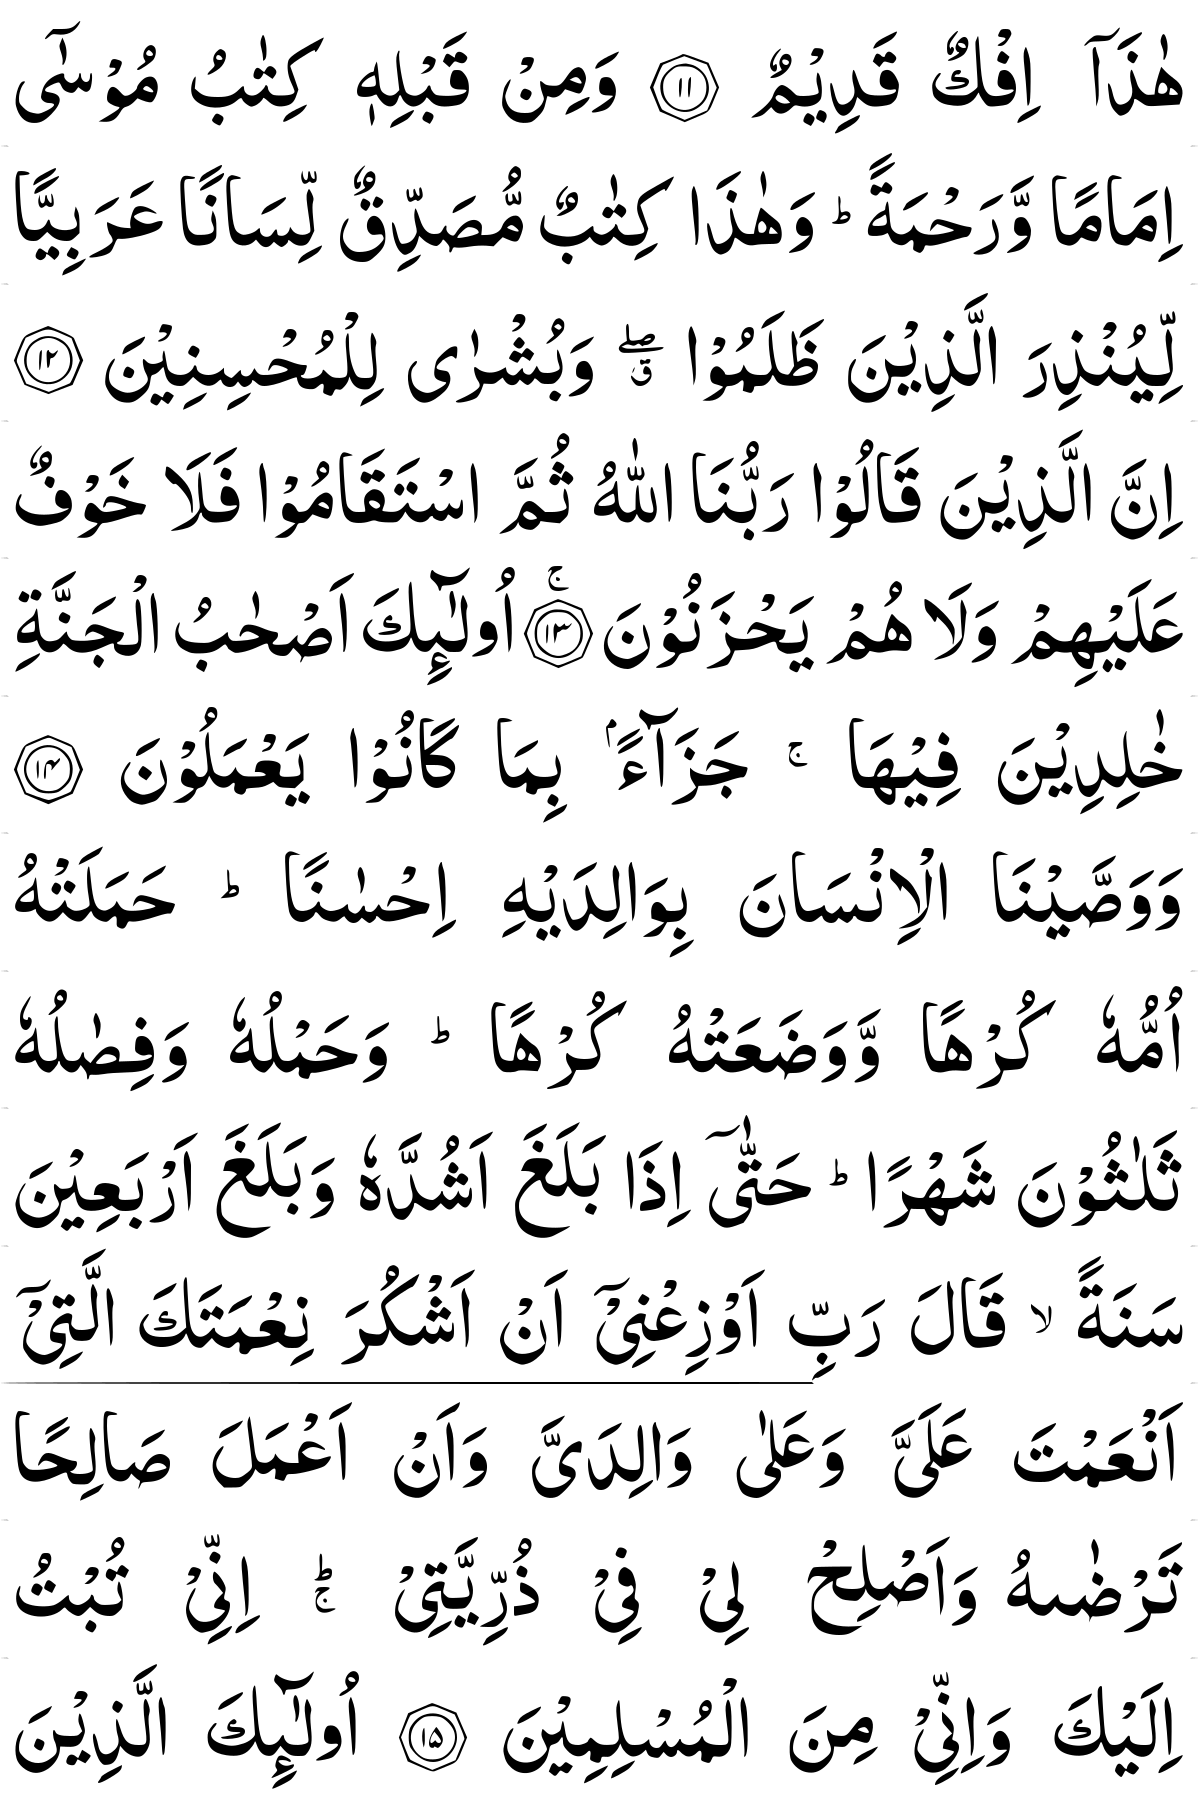 هٰذَاۤ اِفْكٌ قَدِیْمٌ ۝۱۱ وَمِنْ قَبْلِهٖ كِتٰبُ مُوْسٰۤی
اِمَامًا وَّرَحْمَةً ؕ وَهٰذَا كِتٰبٌ مُّصَدِّقٌ لِّسَانًا عَرَبِیًّا
لِّیُنْذِرَ الَّذِیْنَ ظَلَمُوْا ۖۗ وَبُشْرٰی لِلْمُحْسِنِیْنَ ۝۱۲
اِنَّ الَّذِیْنَ قَالُوْا رَبُّنَا اللّٰهُ ثُمَّ اسْتَقَامُوْا فَلَا خَوْفٌ
عَلَیْهِمْ وَلَا هُمْ یَحْزَنُوْنَ ۝۱۳ۚ اُولٰٓىِٕكَ اَصْحٰبُ الْجَنَّةِ
خٰلِدِیْنَ فِیْهَا ۚ جَزَآءًۢ بِمَا كَانُوْا یَعْمَلُوْنَ ۝۱۴
وَوَصَّیْنَا الْاِنْسَانَ بِوَالِدَیْهِ اِحْسٰنًا ؕ حَمَلَتْهُ
اُمُّهٗ كُرْهًا وَّوَضَعَتْهُ كُرْهًا ؕ وَحَمْلُهٗ وَفِصٰلُهٗ
ثَلٰثُوْنَ شَهْرًا ؕ حَتّٰۤی اِذَا بَلَغَ اَشُدَّهٗ وَبَلَغَ اَرْبَعِیْنَ
سَنَةً ۙ قَالَ رَبِّ اَوْزِعْنِیْۤ اَنْ اَشْكُرَ نِعْمَتَكَ الَّتِیْۤ
اَنْعَمْتَ عَلَیَّ وَعَلٰی وَالِدَیَّ وَاَنْ اَعْمَلَ صَالِحًا
تَرْضٰىهُ وَاَصْلِحْ لِیْ فِیْ ذُرِّیَّتِیْ ؕۚ اِنِّیْ تُبْتُ
اِلَیْكَ وَاِنِّیْ مِنَ الْمُسْلِمِیْنَ ۝۱۵ اُولٰٓىِٕكَ الَّذِیْنَ